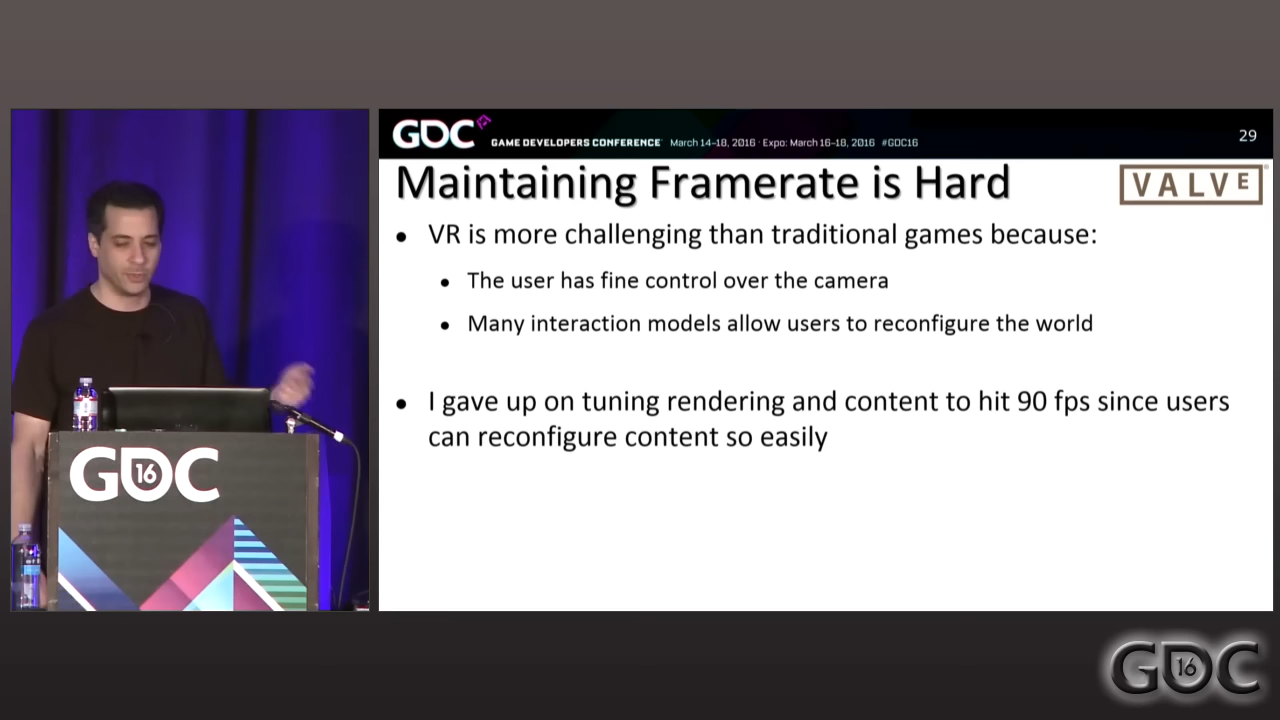 GDC
GAME DEVELOPERS CONFERENCE March 14-18, 2016 · Expo: March 16-18, 2016 #GDC16
29
Maintaining Framerate is Hard
VALVE
• VR is more challenging than traditional games because:
• The user has fine control over the camera
• Many interaction models allow users to reconfigure the world
• I gave up on tuning rendering and content to hit 90 fps since users
can reconfigure content so easily
GDC
16
GDC
16